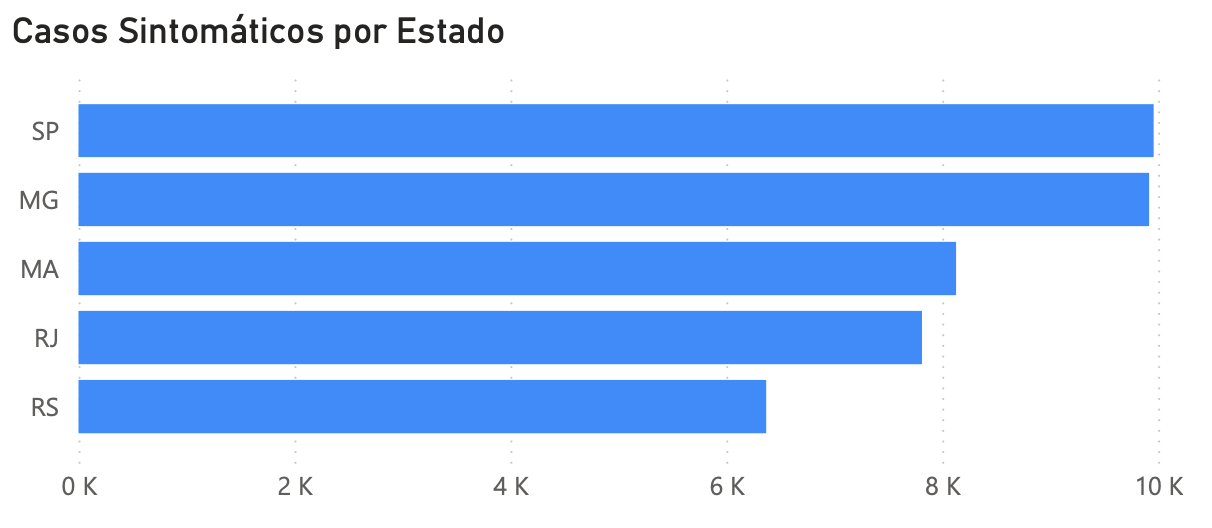 Casos Sintomáticos por Estado
SP
MG
MA
RJ
RS
0 K 2 K 4 K 6 K 8 K 10 K